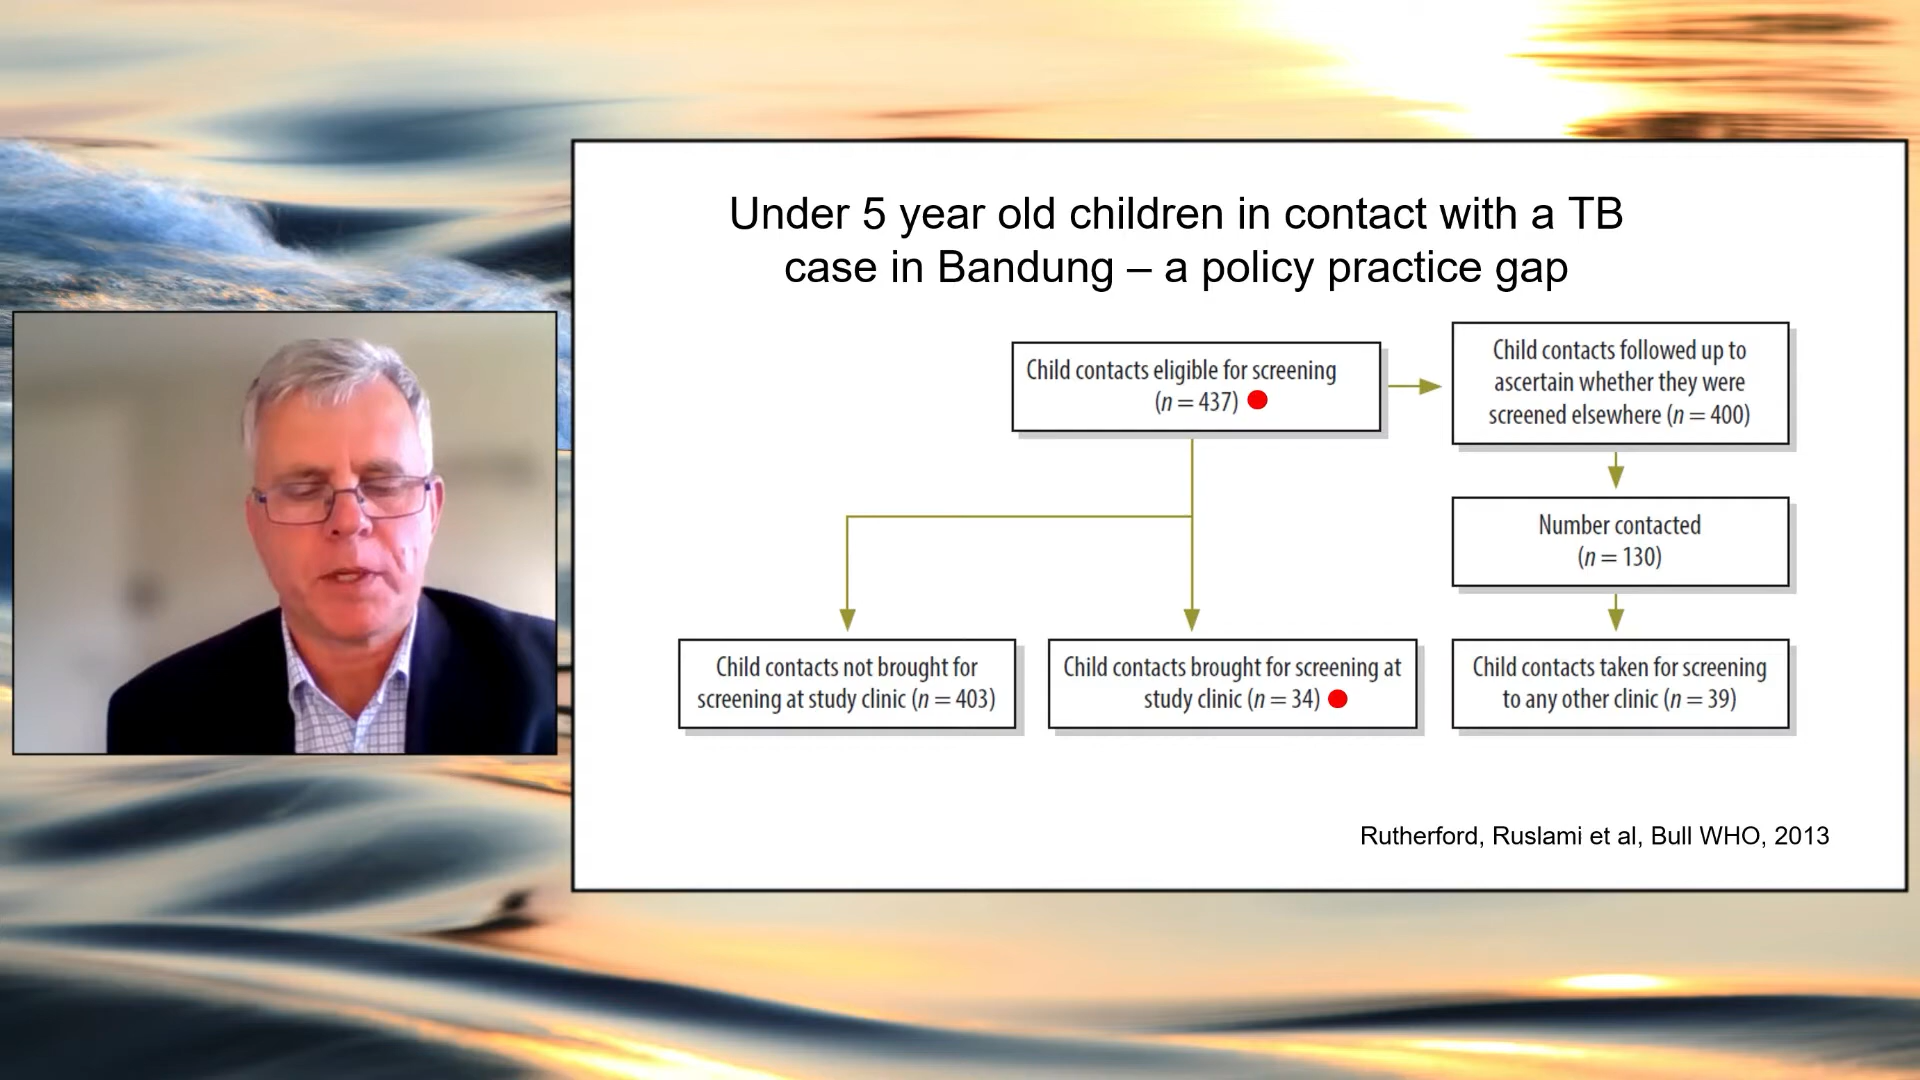 Under 5 year old children in contact with a TB
case in Bandung – a policy practice gap
Child contacts eligible for screening
(n = 437)
Child contacts followed up to
ascertain whether they were
screened elsewhere (n = 400)
Number contacted
(n = 130)
Child contacts not brought for
screening at study clinic (n = 403)
Child contacts brought for screening at
study clinic (n = 34)
Child contacts taken for screening
to any other clinic (n = 39)
Rutherford, Ruslami et al, Bull WHO, 2013